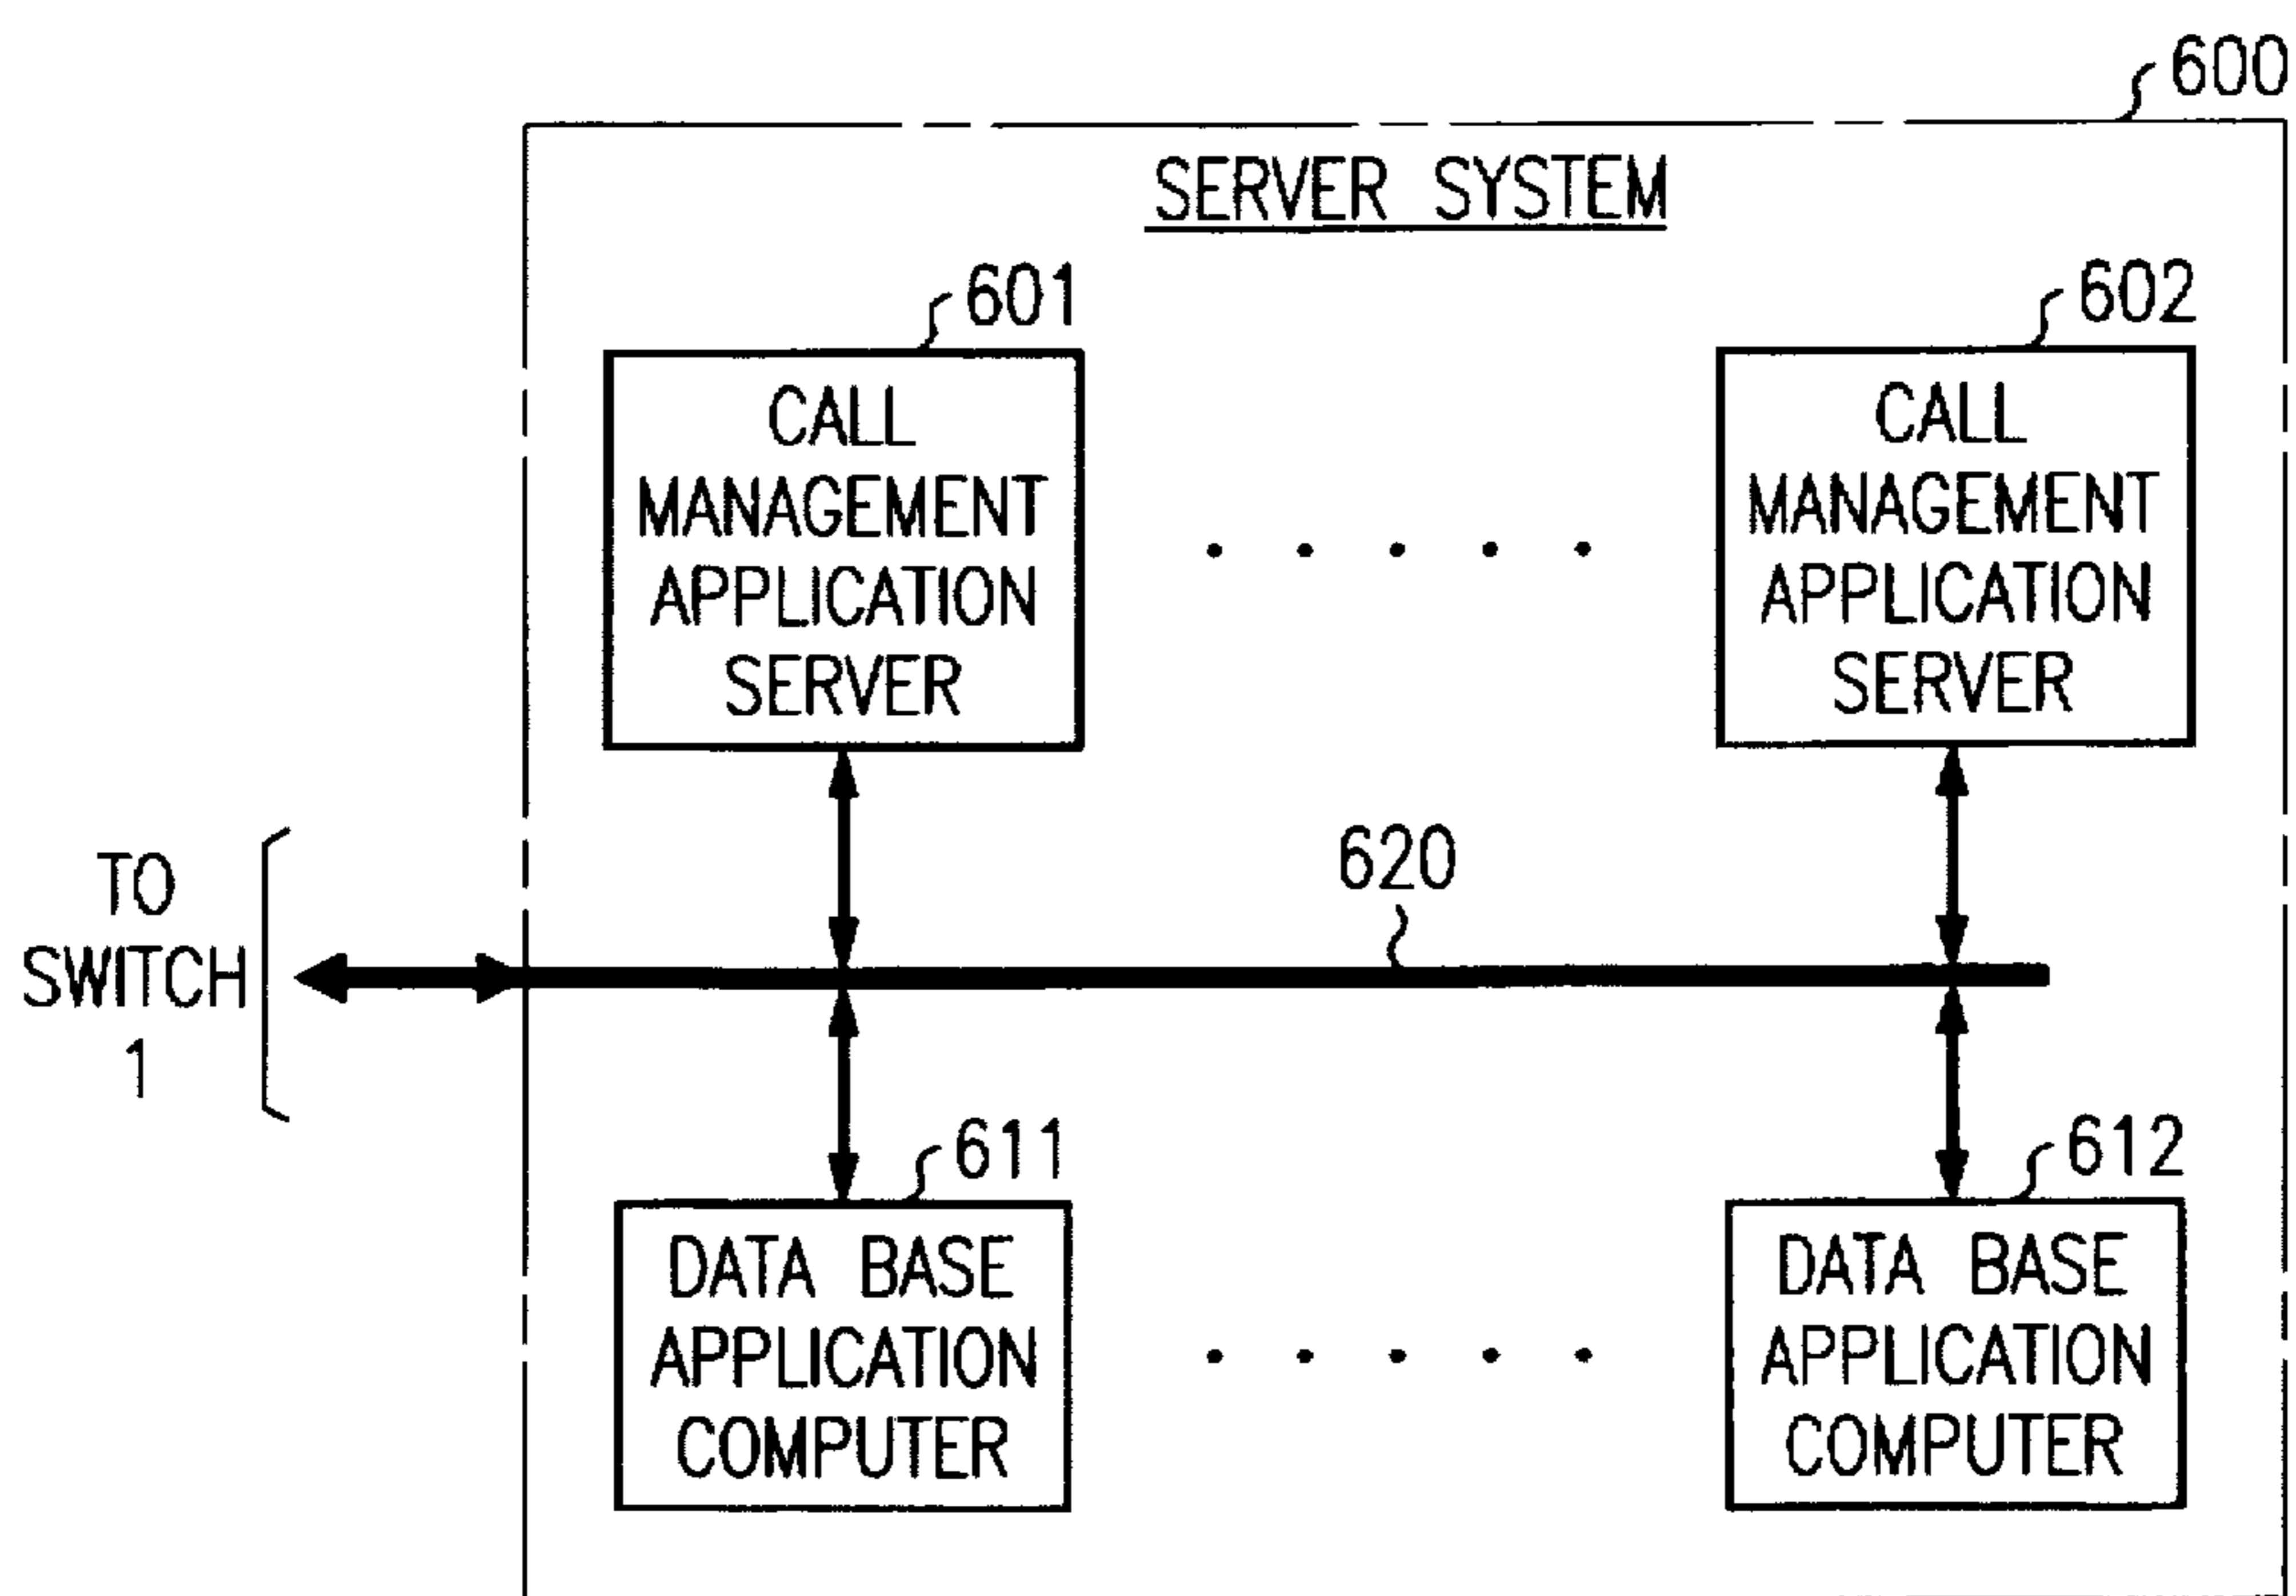 600
SERVER SYSTEM
601
602
CALL
MANAGEMENT
APPLICATION
SERVER
CALL
MANAGEMENT
APPLICATION
SERVER
TO
SWITCH
1
620
611
612
DATA BASE
APPLICATION
COMPUTER
DATA BASE
APPLICATION
COMPUTER